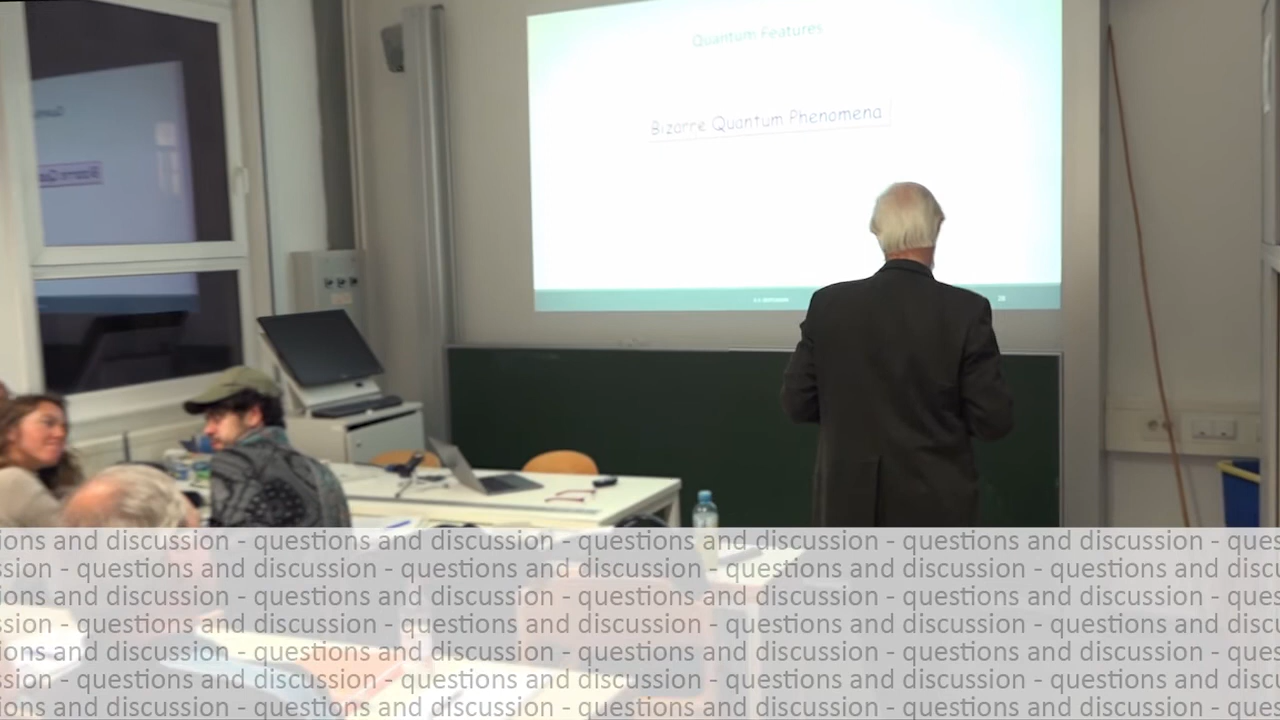 Quantum Features
Bizarre Quantum Phenomena
ions and discussion - questions and discussion - questions and discussion - questions and discussion - ques
sion - questions and discussion - questions and discussion - questions and discussion - questions and discus
ions and discussion - questions and discussion - questions and discussion - questions and discussion - ques
sion - questions and discussion - questions and discussion - questions and discussion - questions and discus
ions and discussion - questions and discussion - questions and discussion - questions and discussion - ques
sion - questions and discussion - questions and discussion - questions and discussion - questions and discus
ions and discussion - questions and discussion - questions and discussion - questions and discussion - ques